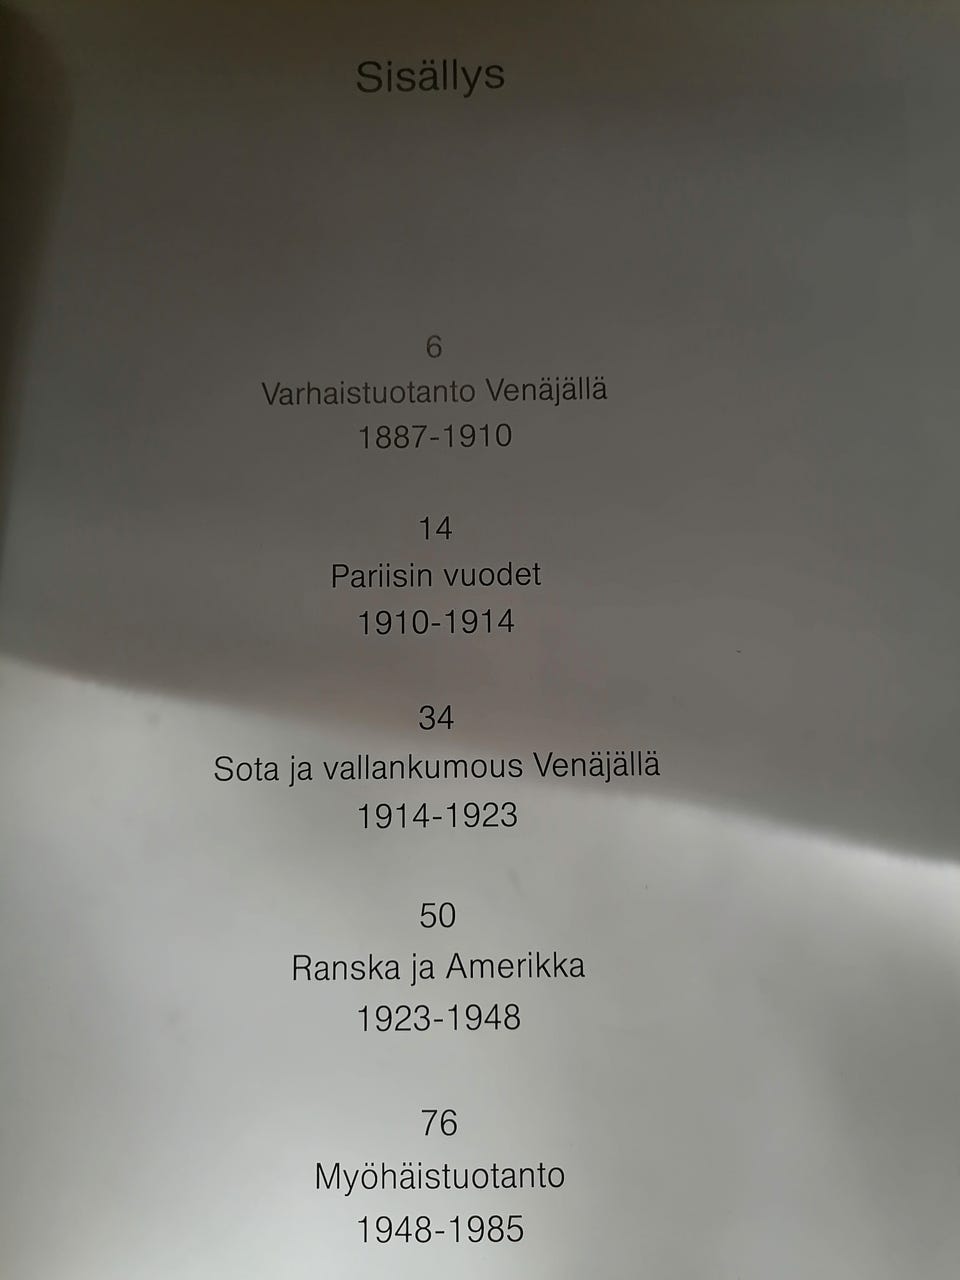 Sisällys
6
Varhaistuotanto Venäjällä
1887-1910
14
Pariisin vuodet
1910-1914
34
Sota ja vallankumous Venäjällä
1914-1923
50
Ranska ja Amerikka
1923-1948
76
Myöhäistuotanto
1948-1985